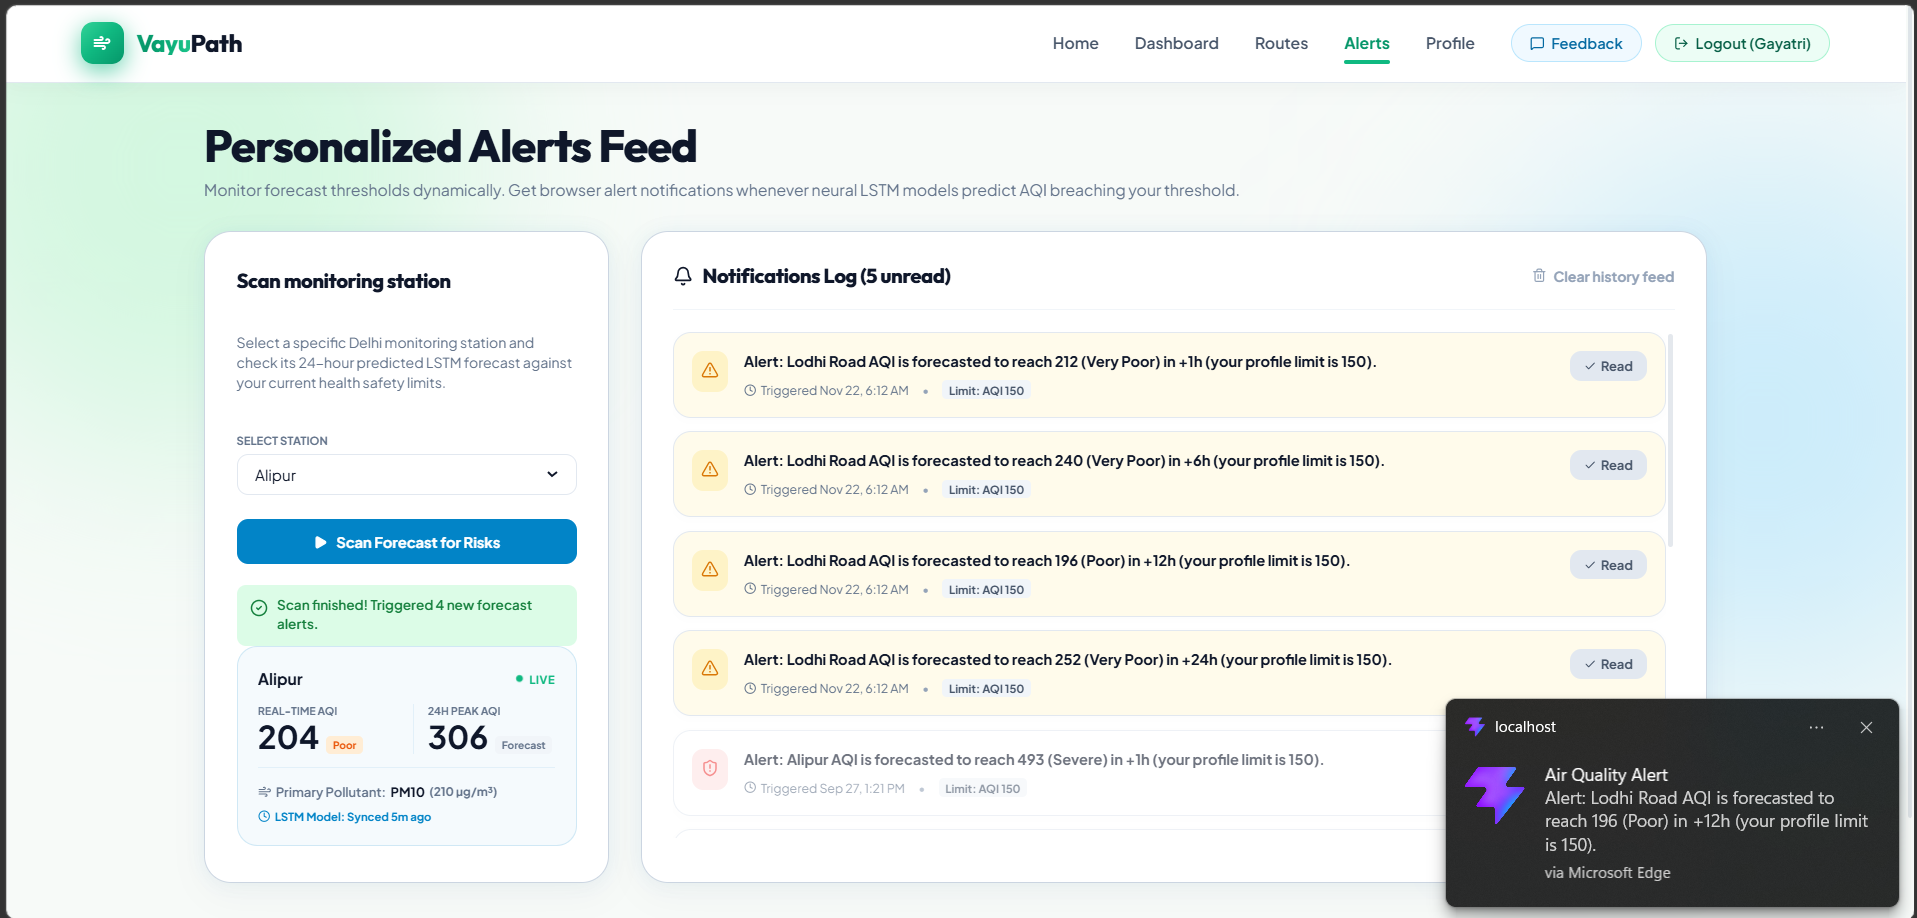 VayuPath
Home
Dashboard
Routes
Alerts
Profile
Feedback
Logout (Gayatri)
Personalized Alerts Feed
Monitor forecast thresholds dynamically. Get browser alert notifications whenever neural LSTM models predict AQI breaching your threshold.
Scan monitoring station
Select a specific Delhi monitoring station and
check its 24-hour predicted LSTM forecast against
your current health safety limits.
SELECT STATION
Alipur
Scan Forecast for Risks
Scan finished! Triggered 4 new forecast
alerts.
Alipur
LIVE
REAL-TIME AQI
204 Poor
24H PEAK AQI
306 Forecast
Primary Pollutant: PM10 (210 µg/m³)
LSTM Model: Synced 5m ago
Notifications Log (5 unread)
Clear history feed
Alert: Lodhi Road AQI is forecasted to reach 212 (Very Poor) in +1h (your profile limit is 150).
Triggered Nov 22, 6:12 AM • Limit: AQI 150
Read
Alert: Lodhi Road AQI is forecasted to reach 240 (Very Poor) in +6h (your profile limit is 150).
Triggered Nov 22, 6:12 AM • Limit: AQI 150
Read
Alert: Lodhi Road AQI is forecasted to reach 196 (Poor) in +12h (your profile limit is 150).
Triggered Nov 22, 6:12 AM • Limit: AQI 150
Read
Alert: Lodhi Road AQI is forecasted to reach 252 (Very Poor) in +24h (your profile limit is 150).
Triggered Nov 22, 6:12 AM • Limit: AQI 150
Read
Alert: Alipur AQI is forecasted to reach 493 (Severe) in +1h (your profile limit is 150).
Triggered Sep 27, 1:21 PM • Limit: AQI 150
localhost
Air Quality Alert
Alert: Lodhi Road AQI is forecasted to
reach 196 (Poor) in +12h (your profile limit
is 150).
via Microsoft Edge